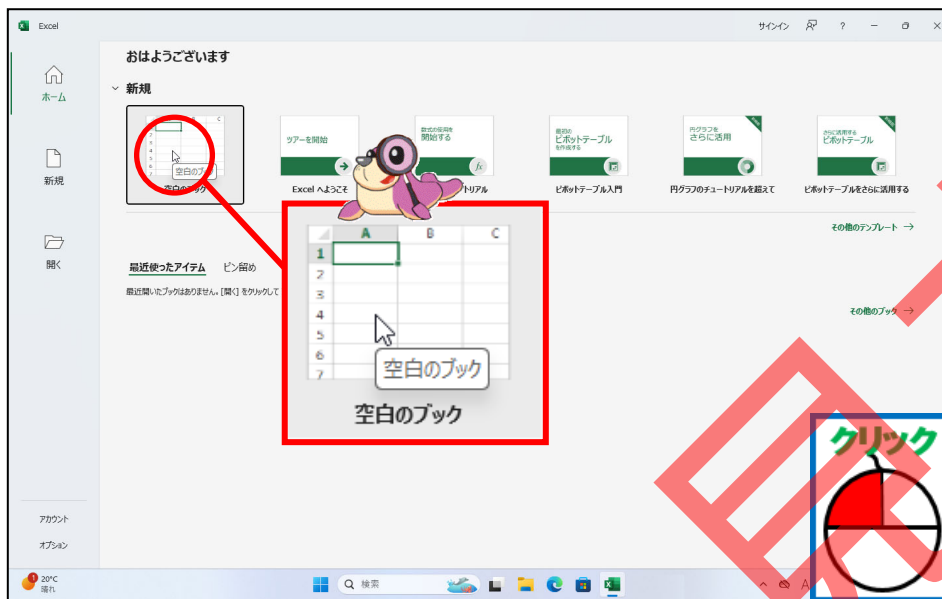 Excel
サインイン
?
おはようございます
ホーム
新規
空白のブック
空白のブック
ツアーを開始
Excel へようこそ
数式の使用を
開始する
fx
トリアル
最初の
ピボットテーブル
を作成する
ピボットテーブル入門
円グラフを
さらに活用
円グラフのチュートリアルを超えて
さらに活用する
ピボットテーブル
ピボットテーブルをさらに活用する
新規
その他のテンプレート →
開く
最近使ったアイテム ピン留め
最近開いたブックはありません。[開く] をクリックして
その他のブック →
A B C
1
2
3
4
5
6
7
空白のブック
空白のブック
クリック
アカウント
オプション
1
20°C
晴れ
検索
A